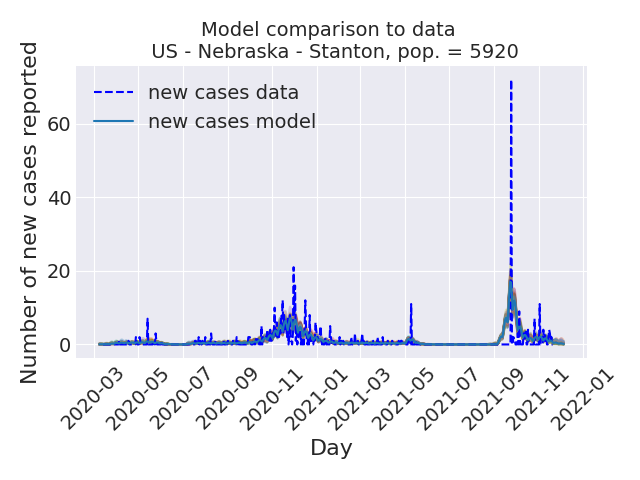 Model comparison to data
US - Nebraska - Stanton, pop. = 5920
Number of new cases reported
new cases data
new cases model
60
40
20
0
2020-03
2020-05
2020-07
2020-09
2020-11
2021-01
2021-03
2021-05
2021-07
2021-09
2021-11
2022-01
Day